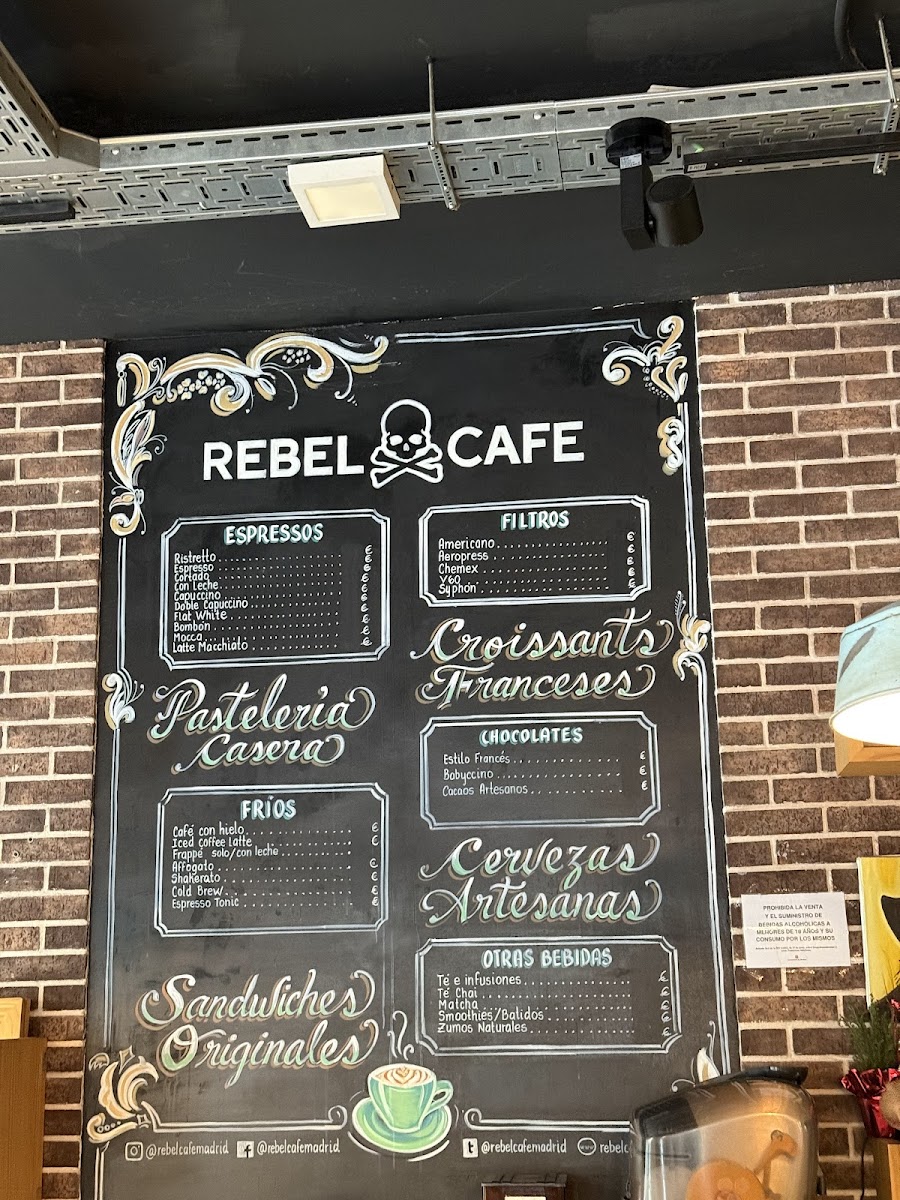 REBEL CAFE
ESPRESSOS
Ristretto.................... €
Espresso.................... €
Cortado.................... €
Con Leche.................... €
Capuccino.................... €
Doble Capuccino.................... €
Flat White.................... €
Bombón.................... €
Mocca.................... €
Latte Macchiato.................... €
Pastelería
Casera
FRÍOS
Café con hielo.................... €
Iced coffee latte.................... €
Frappé solo/con leche...........
Affogato.................... €
Shakerato.................... €
Cold Brew.................... €
Espresso Tonic.................... €
Sandwiches
Originales
FILTROS
Americano.................... €
Aeropress.................... €
Chemex.................... €
V60.................... €
Syphon.................... €
Croissants
Franceses
CHOCOLATES
Estilo Francés.................... €
Babyccino.................... €
Cacaos Artesanos.................... €
Cervezas
Artesanas
OTRAS BEBIDAS
Té e infusiones.................... €
Té Chai.................... €
Matcha.................... €
Smoothies/Batidos.................... €
Zumos Naturales.................... €
@rebelcafemadrid f @rebelcafemadrid t @rebelcafemadrid rebelc
PROHIBIDA LA VENTA
Y EL SUMINISTRO DE
BEBIDAS ALCOHÓLICAS A
MENORES DE 18 AÑOS Y SU
CONSUMO POR LOS MISMOS